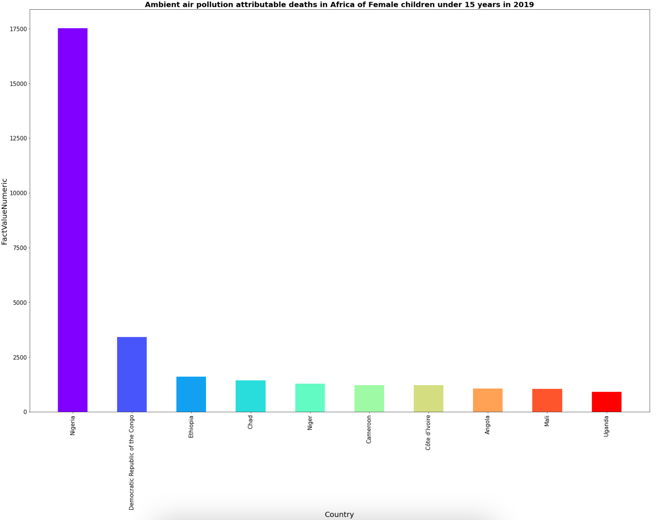 Ambient air pollution attributable deaths in Africa of Female children under 15 years in 2019
FactValueNumeric
17500
15000
12500
10000
7500
5000
2500
0
Nigeria
Democratic Republic of the Congo
Ethiopia
Chad
Niger
Cameroon
Côte d'Ivoire
Angola
Mali
Uganda
Country